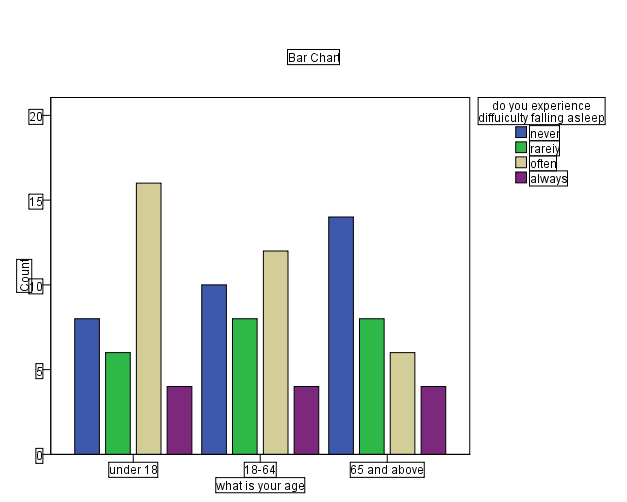 Bar Chart
do you experience
diffuiculty falling asleep
never
rarely
often
always
20
15
10
5
0
Count
under 18
18-64
65 and above
what is your age